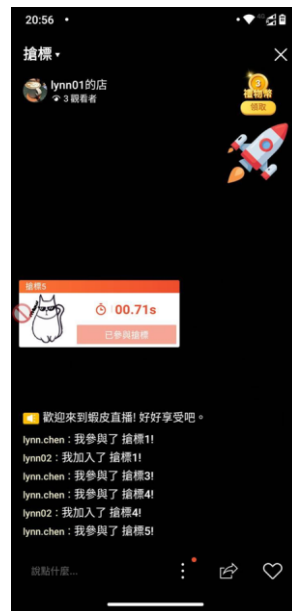 20:56
搶標
lynn01的店
3 觀看者
3
禮物幣
領取
搶標5
00.71s
已參與搶標
歡迎來到蝦皮直播! 好好享受吧。
lynn.chen：我參與了 搶標1!
lynn02：我加入了 搶標1!
lynn.chen：我參與了 搶標3!
lynn.chen：我參與了 搶標4!
lynn02：我加入了 搶標4!
lynn.chen：我參與了 搶標5!
說點什麼...